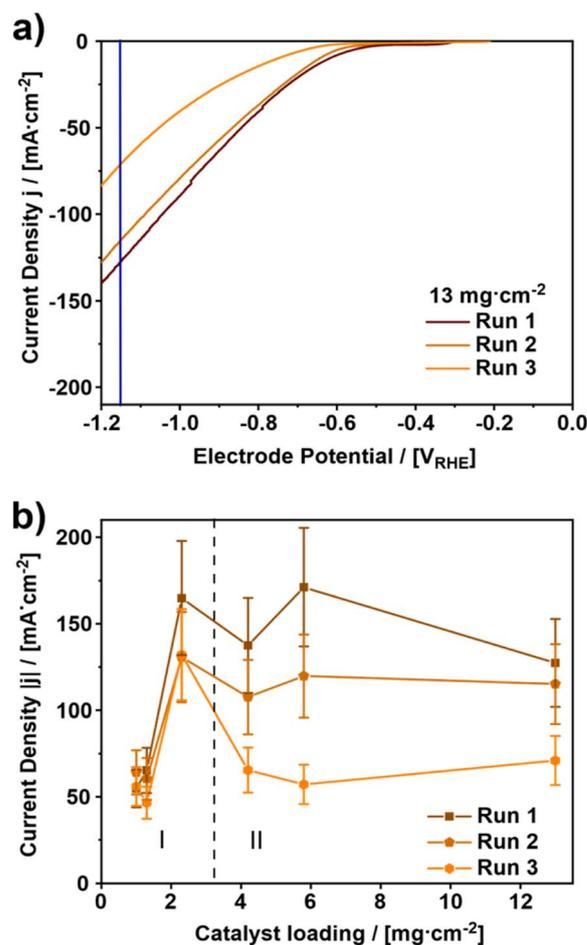 a)
0
-50
-100
-150
-200
Current Density j / [mA·cm⁻²]
13 mg·cm⁻²
Run 1
Run 2
Run 3
-1.2 -1.0 -0.8 -0.6 -0.4 -0.2 0.0
Electrode Potential / [V_RHE]
b)
200
150
100
50
0
Current Density |j| / [mA·cm⁻²]
I II
Run 1
Run 2
Run 3
0 2 4 6 8 10 12
Catalyst loading / [mg·cm⁻²]